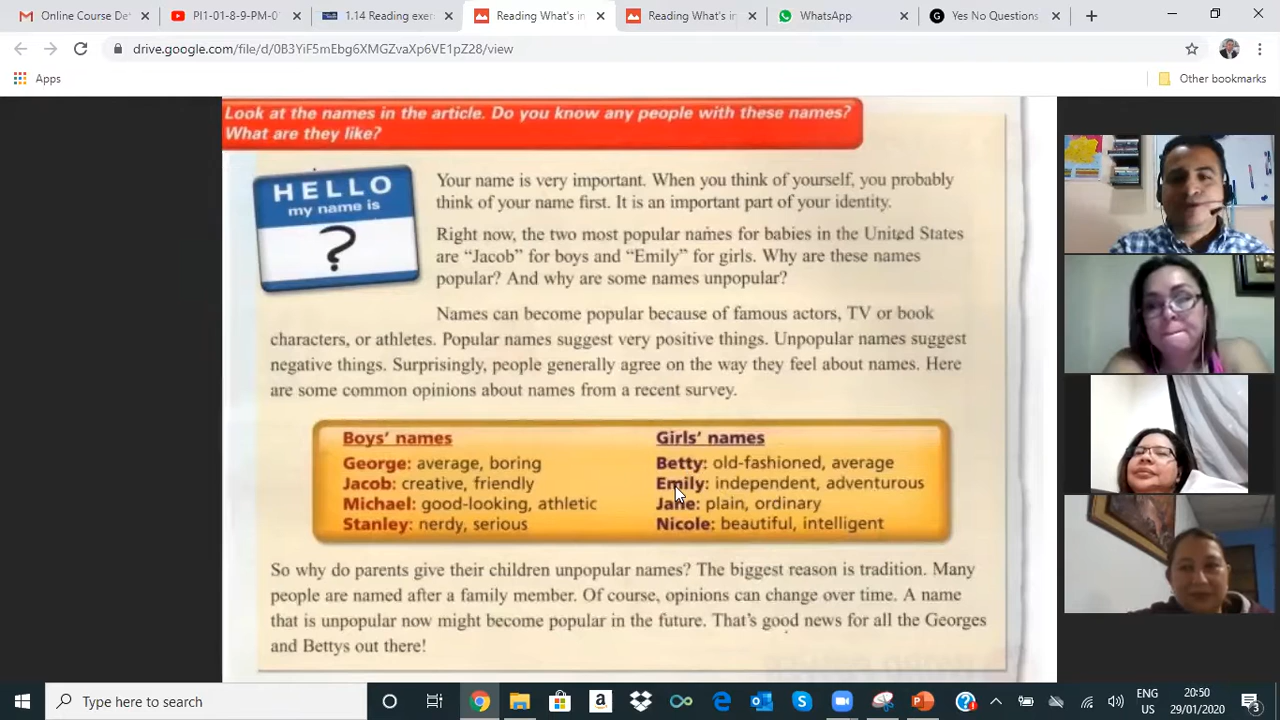 Online Course De
PI1-01-8-9-PM-0
1.14 Reading exer
Reading What's in
Reading What's in
WhatsApp
Yes No Questions
drive.google.com/file/d/0B3YiF5mEbg6XMGZvaXp6VE1pZ28/view
Apps
Other bookmarks
Look at the names in the article. Do you know any people with these names?
What are they like?
HELLO
my name is
?
Your name is very important. When you think of yourself, you probably
think of your name first. It is an important part of your identity.
Right now, the two most popular names for babies in the United States
are “Jacob” for boys and “Emily” for girls. Why are these names
popular? And why are some names unpopular?
Names can become popular because of famous actors, TV or book
characters, or athletes. Popular names suggest very positive things. Unpopular names suggest
negative things. Surprisingly, people generally agree on the way they feel about names. Here
are some common opinions about names from a recent survey.
Boys’ names
George: average, boring
Jacob: creative, friendly
Michael: good-looking, athletic
Stanley: nerdy, serious
Girls’ names
Betty: old-fashioned, average
Emily: independent, adventurous
Jane: plain, ordinary
Nicole: beautiful, intelligent
So why do parents give their children unpopular names? The biggest reason is tradition. Many
people are named after a family member. Of course, opinions can change over time. A name
that is unpopular now might become popular in the future. That’s good news for all the Georges
and Bettys out there!
Type here to search
ENG
ES
20:50
29/01/2020
3